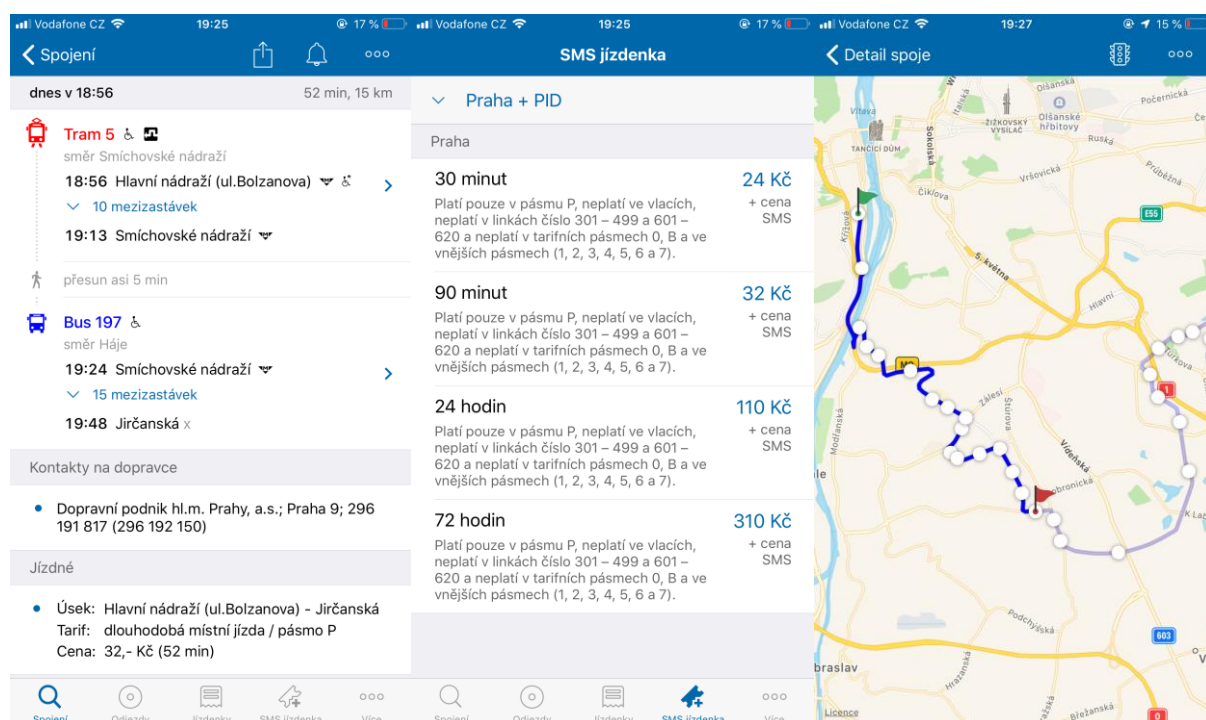 Vodafone CZ 19:25 17 %
Spojení
dnes v 18:56 52 min, 15 km
Tram 5
směr Smíchovské nádraží
18:56 Hlavní nádraží (ul.Bolzanova)
10 mezizastávek
19:13 Smíchovské nádraží
přesun asi 5 min
Bus 197
směr Háje
19:24 Smíchovské nádraží
15 mezizastávek
19:48 Jirčanská x
Kontakty na dopravce
Dopravní podnik hl.m. Prahy, a.s.; Praha 9; 296
191 817 (296 192 150)
Jízdné
Úsek: Hlavní nádraží (ul.Bolzanova) - Jirčanská
Tarif: dlouhodobá místní jízda / pásmo P
Cena: 32,- Kč (52 min)
Spojení Odjezdy Jízdenky SMS jízdenka Více
Vodafone CZ 19:25 17 %
SMS jízdenka
Praha + PID
Praha
30 minut 24 Kč
Platí pouze v pásmu P, neplatí ve vlacích, + cena
neplatí v linkách číslo 301 – 499 a 601 – SMS
620 a neplatí v tarifních pásmech 0, B a ve
vnějších pásmech (1, 2, 3, 4, 5, 6 a 7).
90 minut 32 Kč
Platí pouze v pásmu P, neplatí ve vlacích, + cena
neplatí v linkách číslo 301 – 499 a 601 – SMS
620 a neplatí v tarifních pásmech 0, B a ve
vnějších pásmech (1, 2, 3, 4, 5, 6 a 7).
24 hodin 110 Kč
Platí pouze v pásmu P, neplatí ve vlacích, + cena
neplatí v linkách číslo 301 – 499 a 601 – SMS
620 a neplatí v tarifních pásmech 0, B a ve
vnějších pásmech (1, 2, 3, 4, 5, 6 a 7).
72 hodin 310 Kč
Platí pouze v pásmu P, neplatí ve vlacích, + cena
neplatí v linkách číslo 301 – 499 a 601 – SMS
620 a neplatí v tarifních pásmech 0, B a ve
vnějších pásmech (1, 2, 3, 4, 5, 6 a 7).
Spojení Odjezdy Jízdenky SMS jízdenka Více
Vodafone CZ 19:27 15 %
Detail spoje
Olšanská
Italská
Počernická
Vltava
ŽIŽKOVSKÝ
VYSÍLAČ
Olšanské
hřbitovy
TANČÍCÍ DŮM
Sokolská
Ruská
Vršovická
Průběžná
Čiklova
E55
Křížová
5. května
Hlavní
1
Zálesí
Štúrova
Modřanská
Vídeňská
K Lab
Podchýšská
603
braslav
Hrazanská
Břežanská
Licence
0